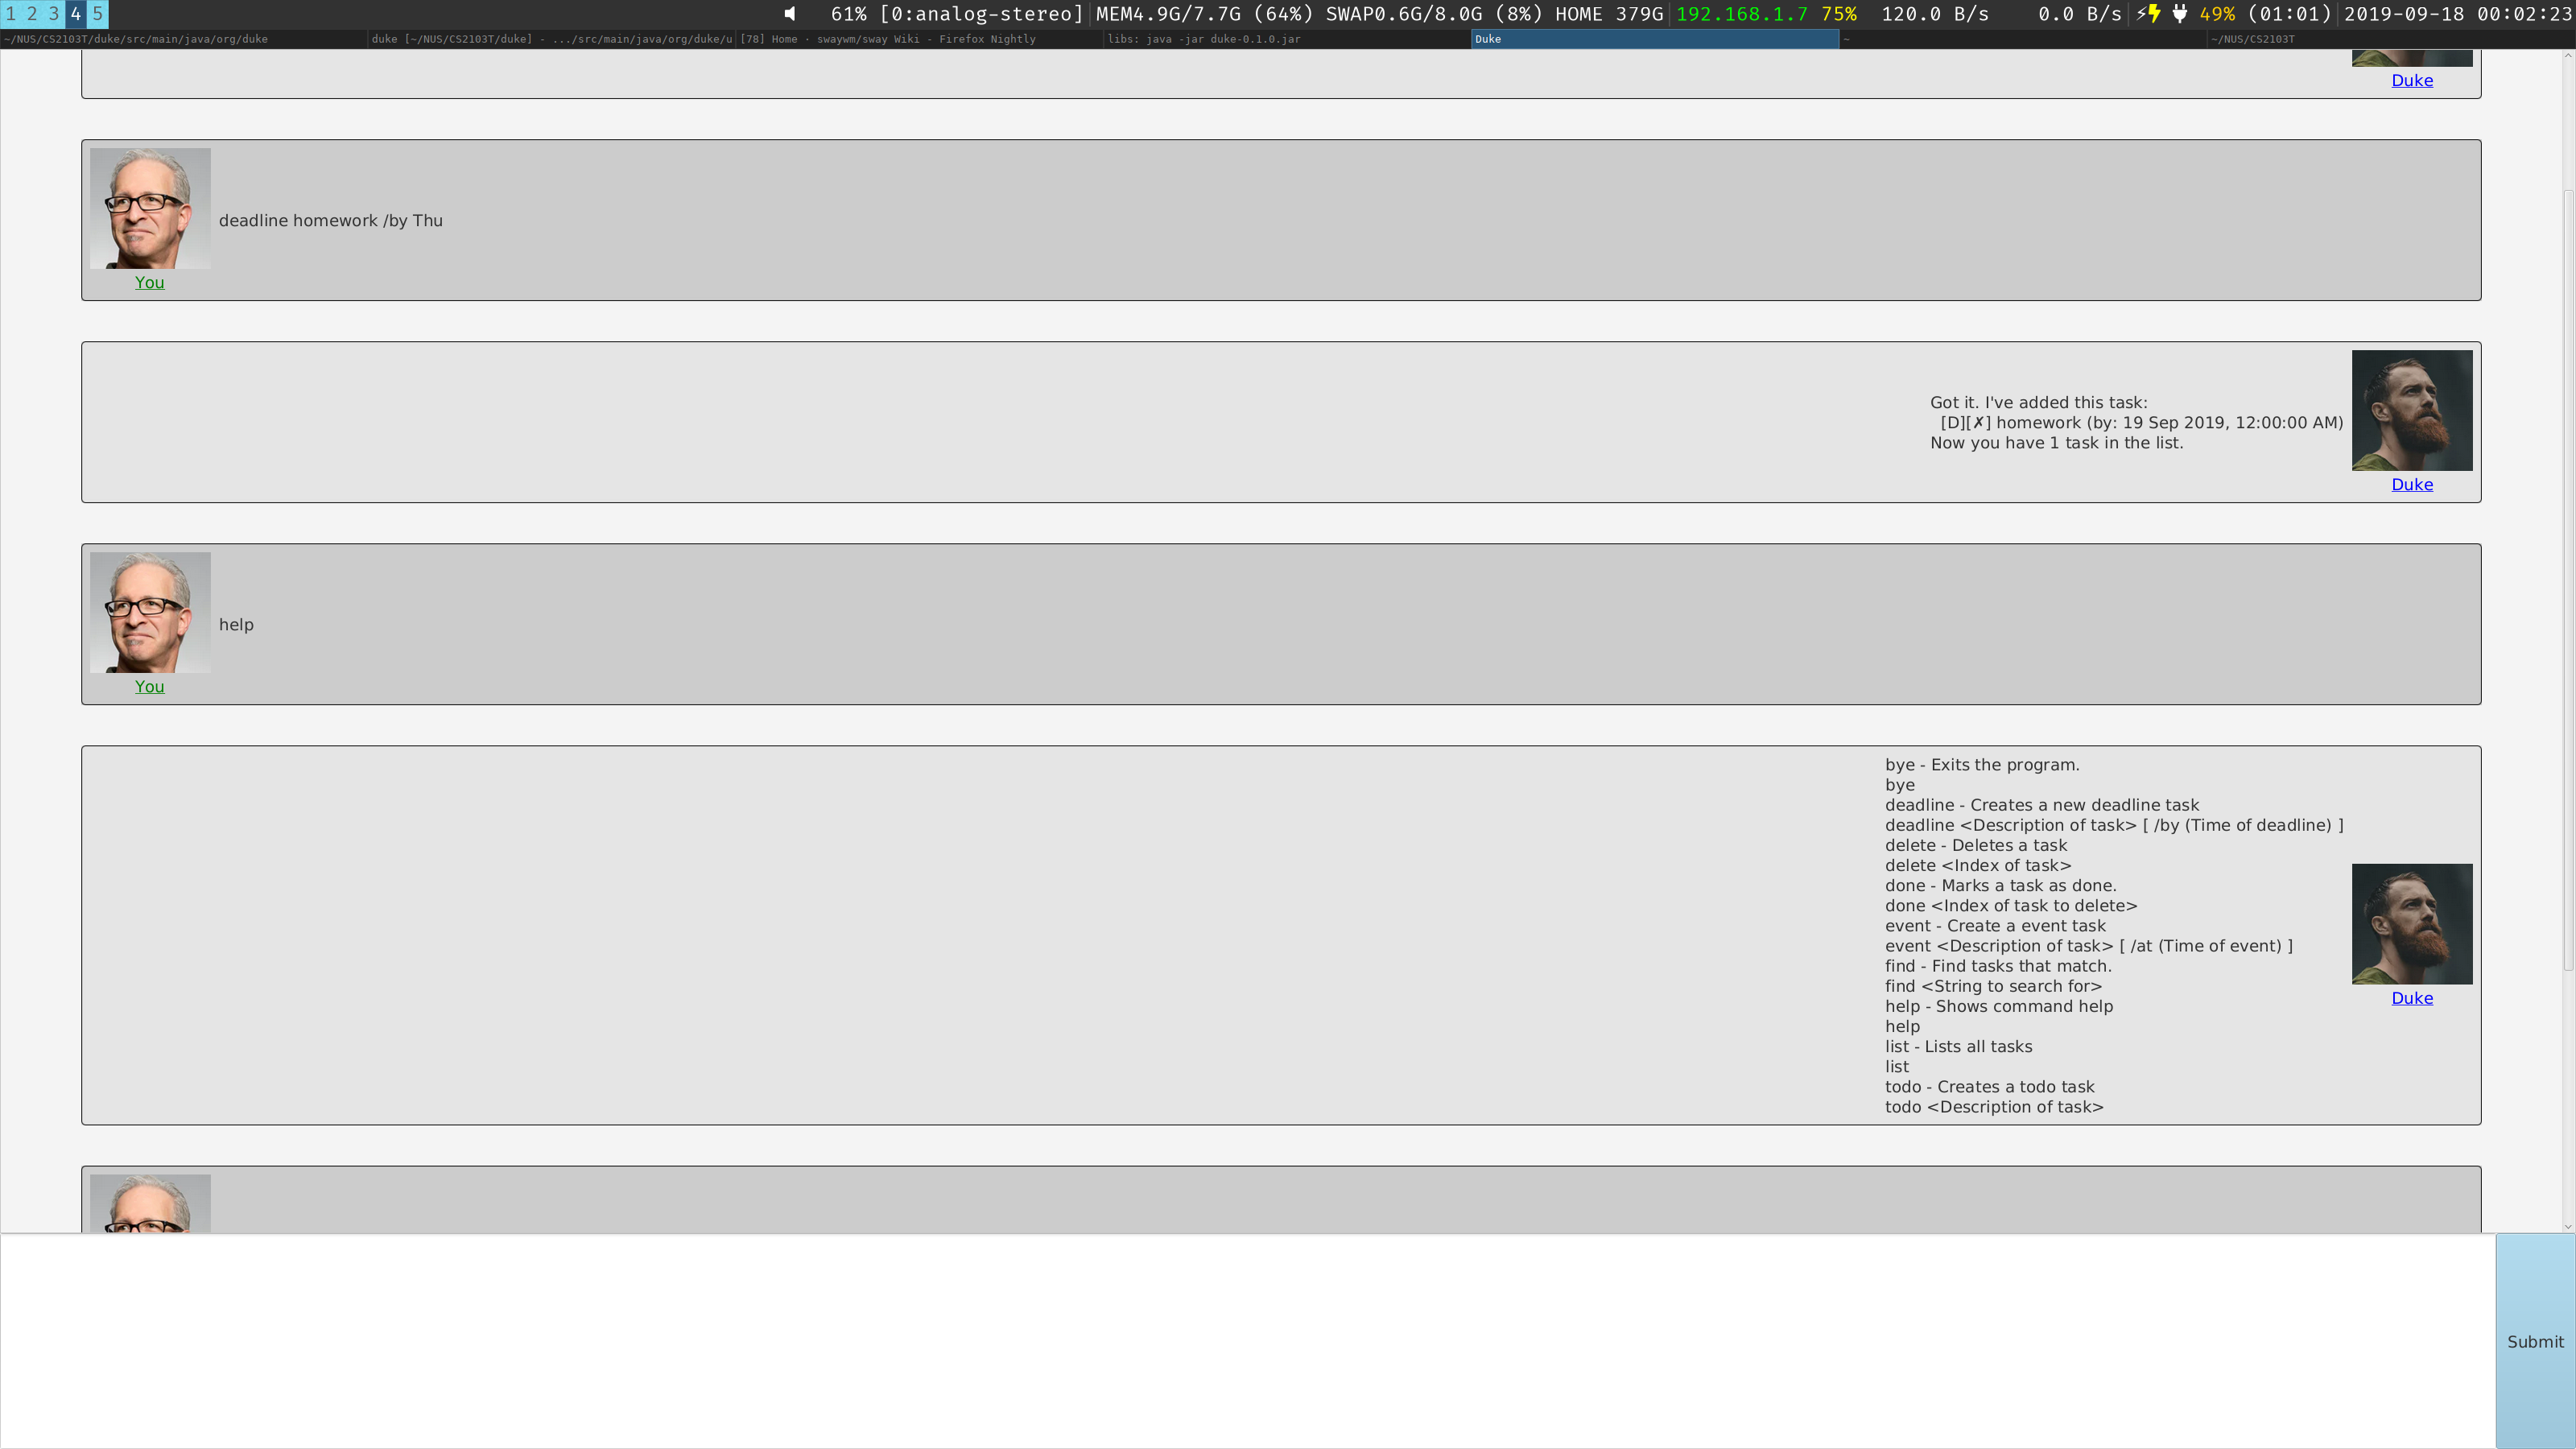 1 2 3 4 5 61% [0:analog-stereo] MEM4.9G/7.7G (64%) SWAP0.6G/8.0G (8%) HOME 379G 192.168.1.7 75% 120.0 B/s 0.0 B/s 49% (01:01) 2019-09-18 00:02:23
~/NUS/CS2103T/duke/src/main/java/org/duke duke [~/NUS/CS2103T/duke] - .../src/main/java/org/duke/u [78] Home · swaywm/sway Wiki - Firefox Nightly libs: java -jar duke-0.1.0.jar Duke ~ ~/NUS/CS2103T
Duke
deadline homework /by Thu
You
Got it. I've added this task:
[D][✗] homework (by: 19 Sep 2019, 12:00:00 AM)
Now you have 1 task in the list.
Duke
help
You
bye - Exits the program.
bye
deadline - Creates a new deadline task
deadline <Description of task> [ /by (Time of deadline) ]
delete - Deletes a task
delete <Index of task>
done - Marks a task as done.
done <Index of task to delete>
event - Create a event task
event <Description of task> [ /at (Time of event) ]
find - Find tasks that match.
find <String to search for>
help - Shows command help
help
list - Lists all tasks
list
todo - Creates a todo task
todo <Description of task>
Duke
Submit